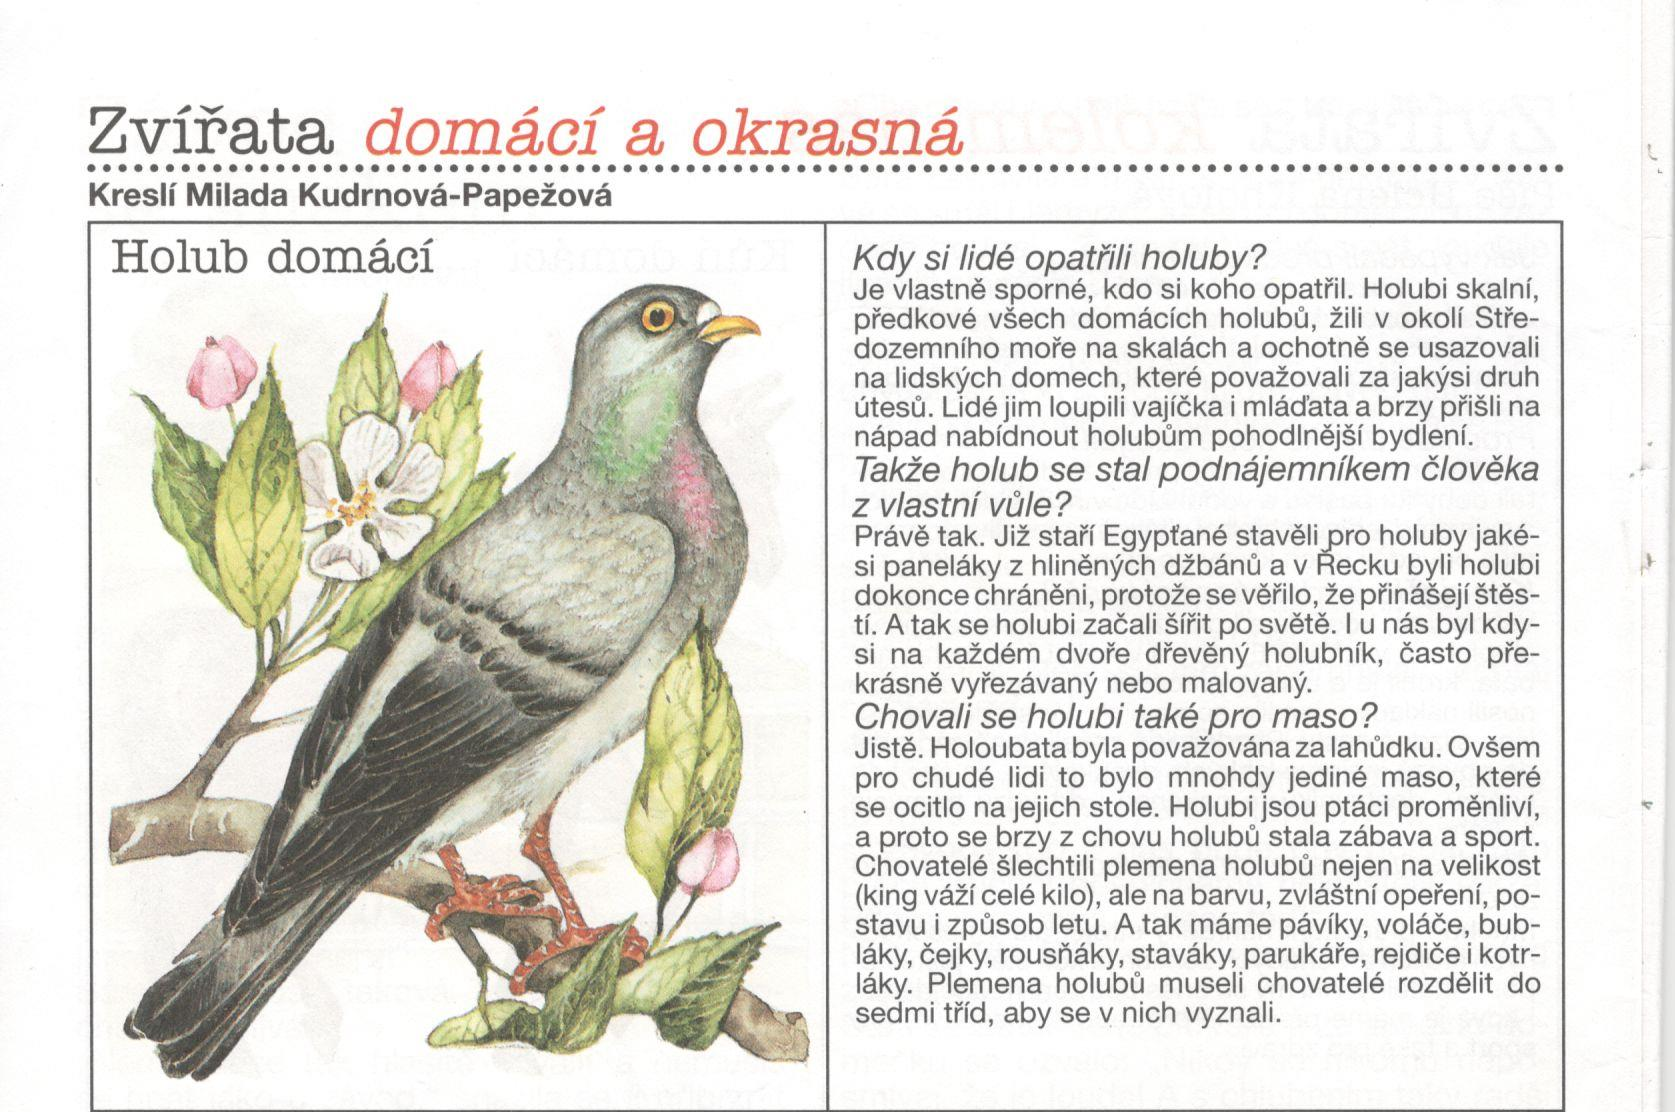 Zvířata domácí a okrasná
Kreslí Milada Kudrnová-Papežová
Holub domácí
Kdy si lidé opatřili holuby?
Je vlastně sporné, kdo si koho opatřil. Holubi skalní,
předkové všech domácích holubů, žili v okolí Stře-
dozemního moře na skalách a ochotně se usazovali
na lidských domech, které považovali za jakýsi druh
útesů. Lidé jim loupili vajíčka i mláďata a brzy přišli na
nápad nabídnout holubům pohodlnější bydlení.
Takže holub se stal podnájemníkem člověka
z vlastní vůle?
Právě tak. Již staří Egypťané stavěli pro holuby jaké-
si paneláky z hliněných džbánů a v Řecku byli holubi
dokonce chráněni, protože se věřilo, že přinášejí štěs-
tí. A tak se holubi začali šířit po světě. I u nás byl kdy-
si na každém dvoře dřevěný holubník, často pře-
krásně vyřezávaný nebo malovaný.
Chovali se holubi také pro maso?
Jistě. Holoubata byla považována za lahůdku. Ovšem
pro chudé lidi to bylo mnohdy jediné maso, které
se ocitlo na jejich stole. Holubi jsou ptáci proměnliví,
a proto se brzy z chovu holubů stala zábava a sport.
Chovatelé šlechtili plemena holubů nejen na velikost
(king váží celé kilo), ale na barvu, zvláštní opeření, po-
stavu i způsob letu. A tak máme pávíky, voláče, bub-
láky, čejky, rousňáky, staváky, parukáře, rejdiče i kotr-
láky. Plemena holubů museli chovatelé rozdělit do
sedmi tříd, aby se v nich vyznali.